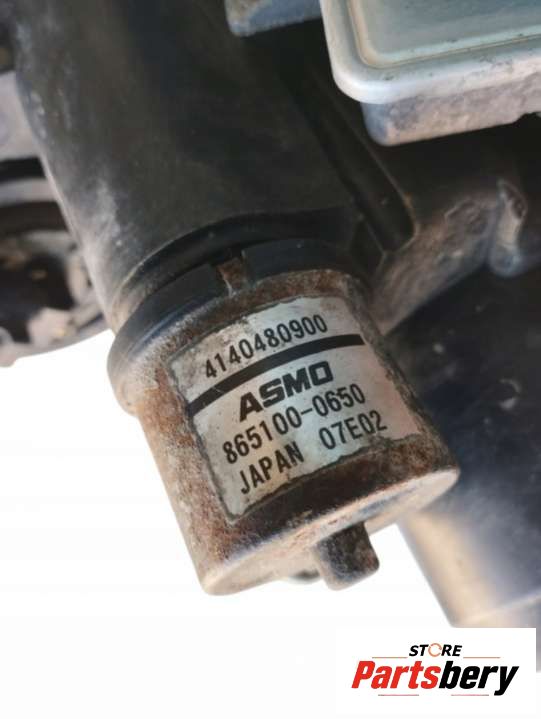 4140480900
ASMO
865100-0650
JAPAN 07E02
STORE
Partsbery